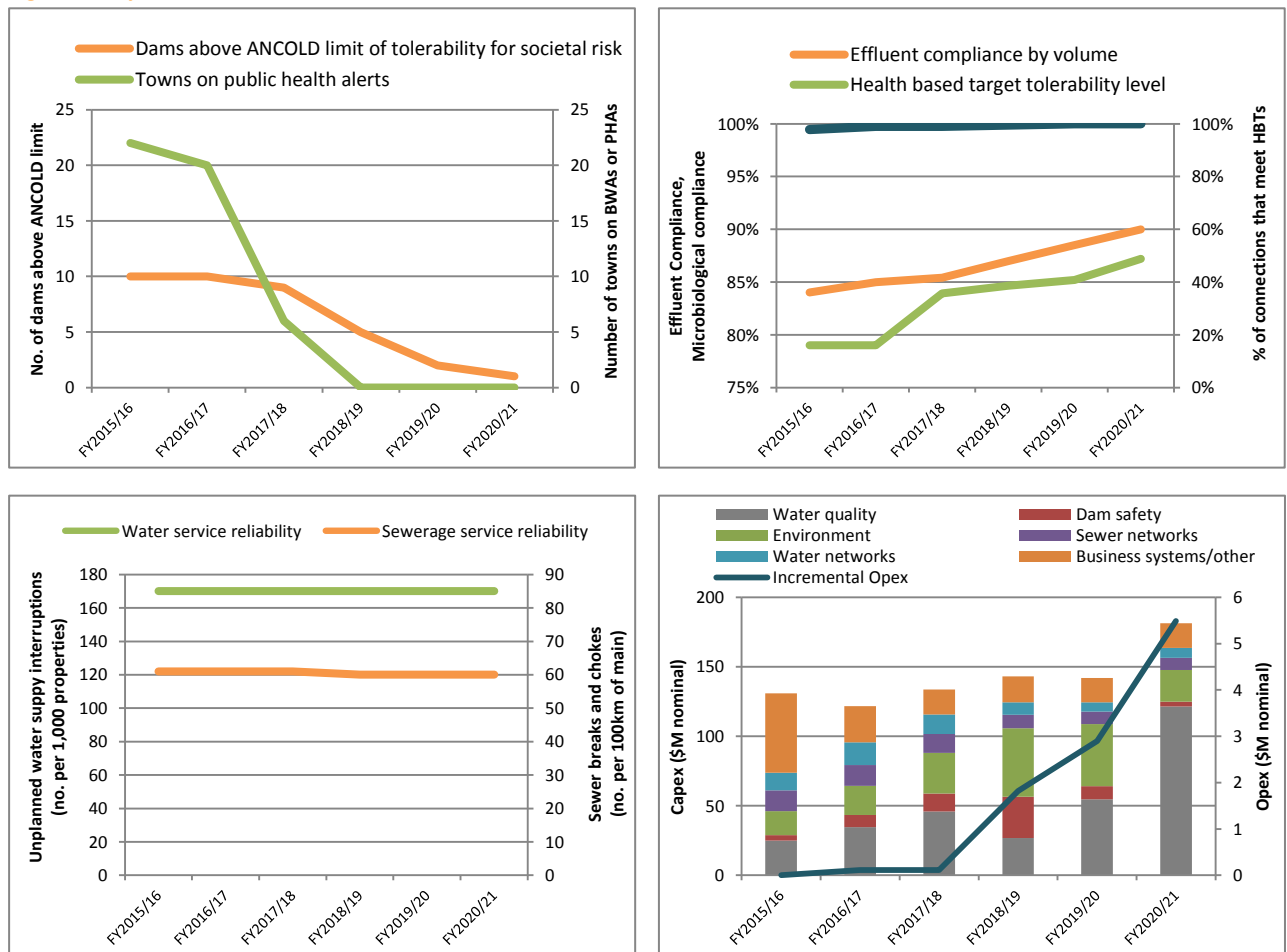 Dams above ANCOLD limit of tolerability for societal risk
Towns on public health alerts
No. of dams above ANCOLD limit
25
20
15
10
5
0
25
20
15
10
5
0
Number of towns on BWAs or PHAs
FY2015/16
FY2016/17
FY2017/18
FY2018/19
FY2019/20
FY2020/21
Effluent compliance by volume
Health based target tolerability level
Effluent Compliance,
Microbiological compliance
100%
95%
90%
85%
80%
75%
100%
80%
60%
40%
20%
0%
% of connections that meet HBTs
FY2015/16
FY2016/17
FY2017/18
FY2018/19
FY2019/20
FY2020/21
Water service reliability
Sewerage service reliability
Unplanned water suppy interruptions
(no. per 1,000 properties)
180
160
140
120
100
80
60
40
20
0
90
80
70
60
50
40
30
20
10
0
Sewer breaks and chokes
(no. per 100km of main)
FY2015/16
FY2016/17
FY2017/18
FY2018/19
FY2019/20
FY2020/21
Water quality
Dam safety
Environment
Sewer networks
Water networks
Business systems/other
Incremental Opex
Capex ($M nominal)
200
150
100
50
0
6
5
4
3
2
1
0
Opex ($M nominal)
FY2015/16
FY2016/17
FY2017/18
FY2018/19
FY2019/20
FY2020/21